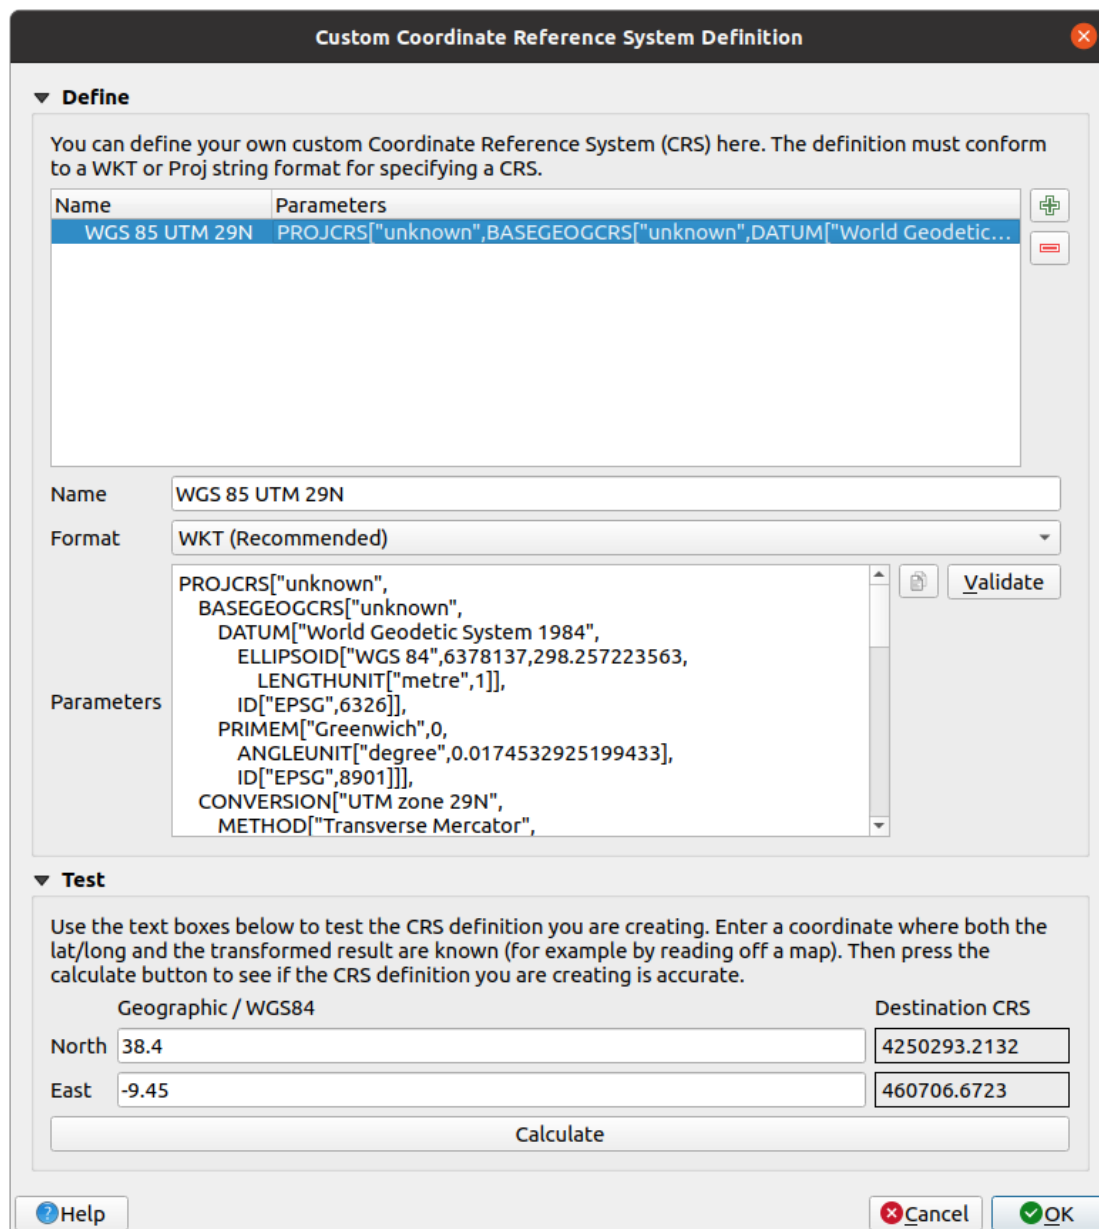 Custom Coordinate Reference System Definition
Define
You can define your own custom Coordinate Reference System (CRS) here. The definition must conform
to a WKT or Proj string format for specifying a CRS.
Name Parameters
WGS 85 UTM 29N PROJCRS["unknown",BASEGEOGCRS["unknown",DATUM["World Geodetic...
Name WGS 85 UTM 29N
Format WKT (Recommended)
PROJCRS["unknown",
BASEGEOGCRS["unknown",
DATUM["World Geodetic System 1984",
ELLIPSOID["WGS 84",6378137,298.257223563,
LENGTHUNIT["metre",1]],
ID["EPSG",6326]],
PRIMEM["Greenwich",0,
ANGLEUNIT["degree",0.0174532925199433],
ID["EPSG",8901]]],
CONVERSION["UTM zone 29N",
METHOD["Transverse Mercator",
Validate
Parameters
Test
Use the text boxes below to test the CRS definition you are creating. Enter a coordinate where both the
lat/long and the transformed result are known (for example by reading off a map). Then press the
calculate button to see if the CRS definition you are creating is accurate.
Geographic / WGS84 Destination CRS
North 38.4 4250293.2132
East -9.45 460706.6723
Calculate
Help Cancel OK